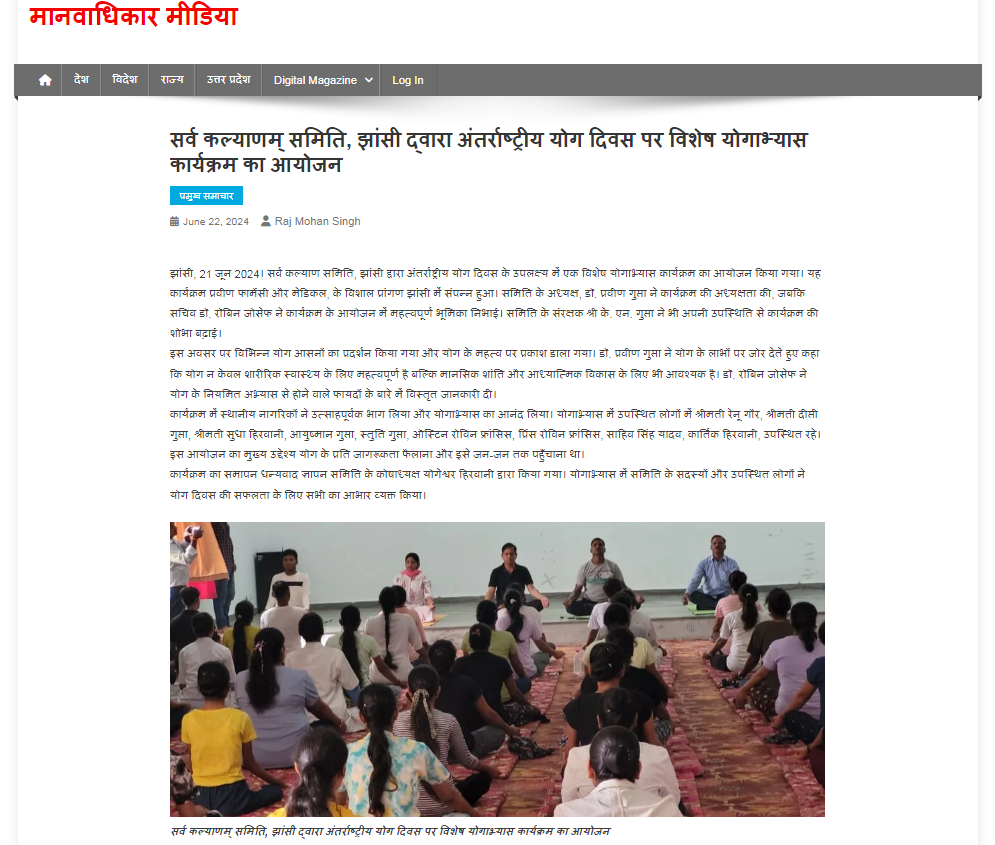 मानवाधिकार मीडिया
देश
विदेश
राज्य
उत्तर प्रदेश
Digital Magazine
Log In
सर्व कल्याणम् समिति, झांसी द्वारा अंतर्राष्ट्रीय योग दिवस पर विशेष योगाभ्यास
कार्यक्रम का आयोजन
प्रमुख समाचार
June 22, 2024 Raj Mohan Singh
झांसी, 21 जून 2024। सर्व कल्याण समिति, झांसी द्वारा अंतर्राष्ट्रीय योग दिवस के उपलक्ष्य में एक विशेष योगाभ्यास कार्यक्रम का आयोजन किया गया। यह
कार्यक्रम प्रवीण फार्मेसी और मेडिकल, के विशाल प्रांगण झांसी में संपन्न हुआ। समिति के अध्यक्ष, डॉ. प्रवीण गुप्ता ने कार्यक्रम की अध्यक्षता की, जबकि
सचिव डॉ. रॉबिन जोसेफ ने कार्यक्रम के आयोजन में महत्वपूर्ण भूमिका निभाई। समिति के संरक्षक श्री के. एन. गुप्ता ने भी अपनी उपस्थिति से कार्यक्रम की
शोभा बढ़ाई।
इस अवसर पर विभिन्न योग आसनों का प्रदर्शन किया गया और योग के महत्व पर प्रकाश डाला गया। डॉ. प्रवीण गुप्ता ने योग के लाभों पर जोर देते हुए कहा
कि योग न केवल शारीरिक स्वास्थ्य के लिए महत्वपूर्ण है बल्कि मानसिक शांति और आध्यात्मिक विकास के लिए भी आवश्यक है। डॉ. रोबिन जोसेफ ने
योग के नियमित अभ्यास से होने वाले फायदों के बारे में विस्तृत जानकारी दी।
कार्यक्रम में स्थानीय नागरिकों ने उत्साहपूर्वक भाग लिया और योगाभ्यास का आनंद लिया। योगाभ्यास में उपस्थित लोगों में श्रीमती रेनू गौर, श्रीमती दीप्ती
गुप्ता, श्रीमती सुधा हिरवानी, आयुष्मान गुप्ता, स्तुति गुप्ता, ओस्टिन रोविन फ्रांसिस, प्रिंस रोविन फ्रांसिस, साहिव सिंह यादव, कार्तिक हिरवानी, उपस्थित रहे।
इस आयोजन का मुख्य उद्देश्य योग के प्रति जागरूकता फैलाना और इसे जन-जन तक पहुँचाना था।
कार्यक्रम का समापन धन्यवाद ज्ञापन समिति के कोषाध्यक्ष योगेश्वर हिरवानी द्वारा किया गया। योगाभ्यास में समिति के सदस्यों और उपस्थित लोगों ने
योग दिवस की सफलता के लिए सभी का आभार व्यक्त किया।
सर्व कल्याणम् समिति, झांसी द्वारा अंतर्राष्ट्रीय योग दिवस पर विशेष योगाभ्यास कार्यक्रम का आयोजन